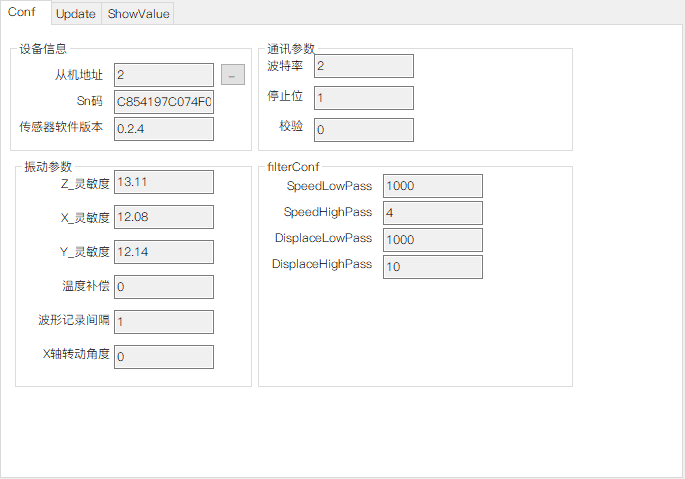 Conf Update ShowValue
设备信息
从机地址 2 ..
Sn码 C854197C074F0
传感器软件版本 0.2.4
通讯参数
波特率 2
停止位 1
校验 0
振动参数
Z_灵敏度 13.11
X_灵敏度 12.08
Y_灵敏度 12.14
温度补偿 0
波形记录间隔 1
X轴转动角度 0
filterConf
SpeedLowPass 1000
SpeedHighPass 4
DisplaceLowPass 1000
DisplaceHighPass 10